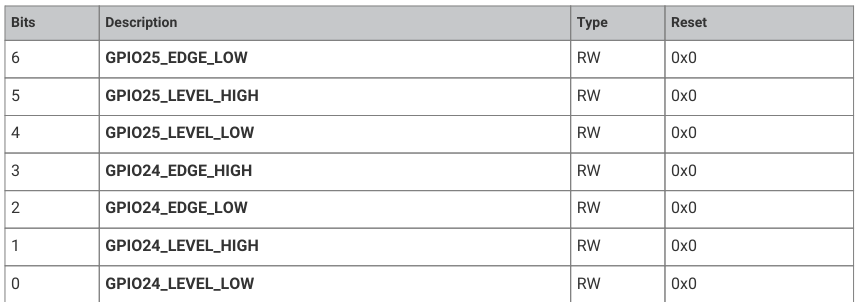 Bits Description Type Reset
6 GPIO25_EDGE_LOW RW 0x0
5 GPIO25_LEVEL_HIGH RW 0x0
4 GPIO25_LEVEL_LOW RW 0x0
3 GPIO24_EDGE_HIGH RW 0x0
2 GPIO24_EDGE_LOW RW 0x0
1 GPIO24_LEVEL_HIGH RW 0x0
0 GPIO24_LEVEL_LOW RW 0x0